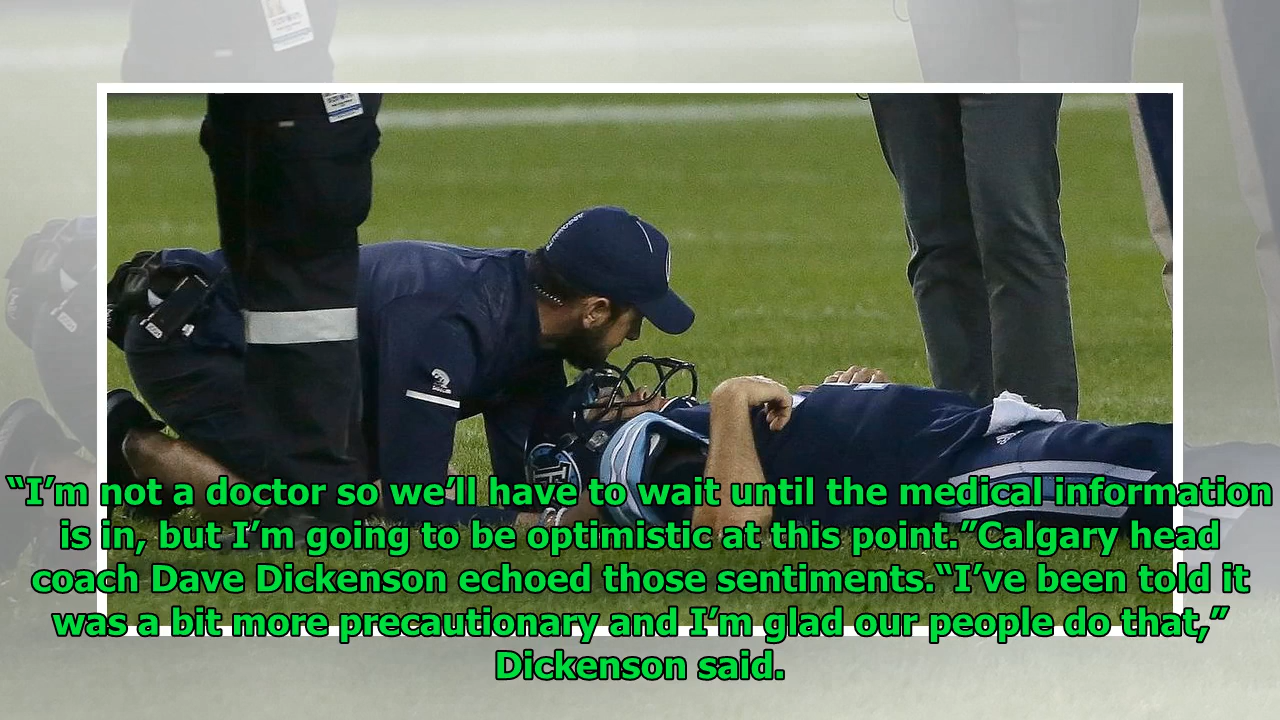 “I’m not a doctor so we’ll have to wait until the medical information
is in, but I’m going to be optimistic at this point.”Calgary head
coach Dave Dickenson echoed those sentiments.“I’ve been told it
was a bit more precautionary and I’m glad our people do that,”
Dickenson said.